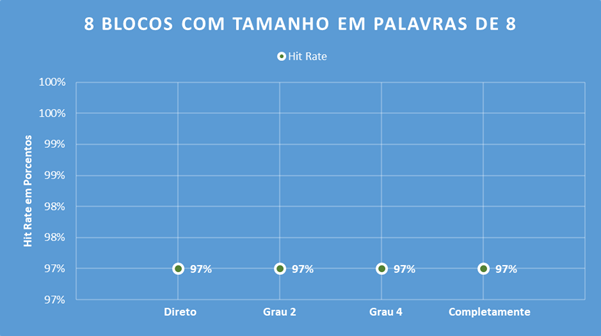 8 BLOCOS COM TAMANHO EM PALAVRAS DE 8
Hit Rate
Hit Rate em Porcentos
100%
100%
99%
99%
98%
98%
97%
97%
97% 97% 97% 97%
Direto Grau 2 Grau 4 Completamente